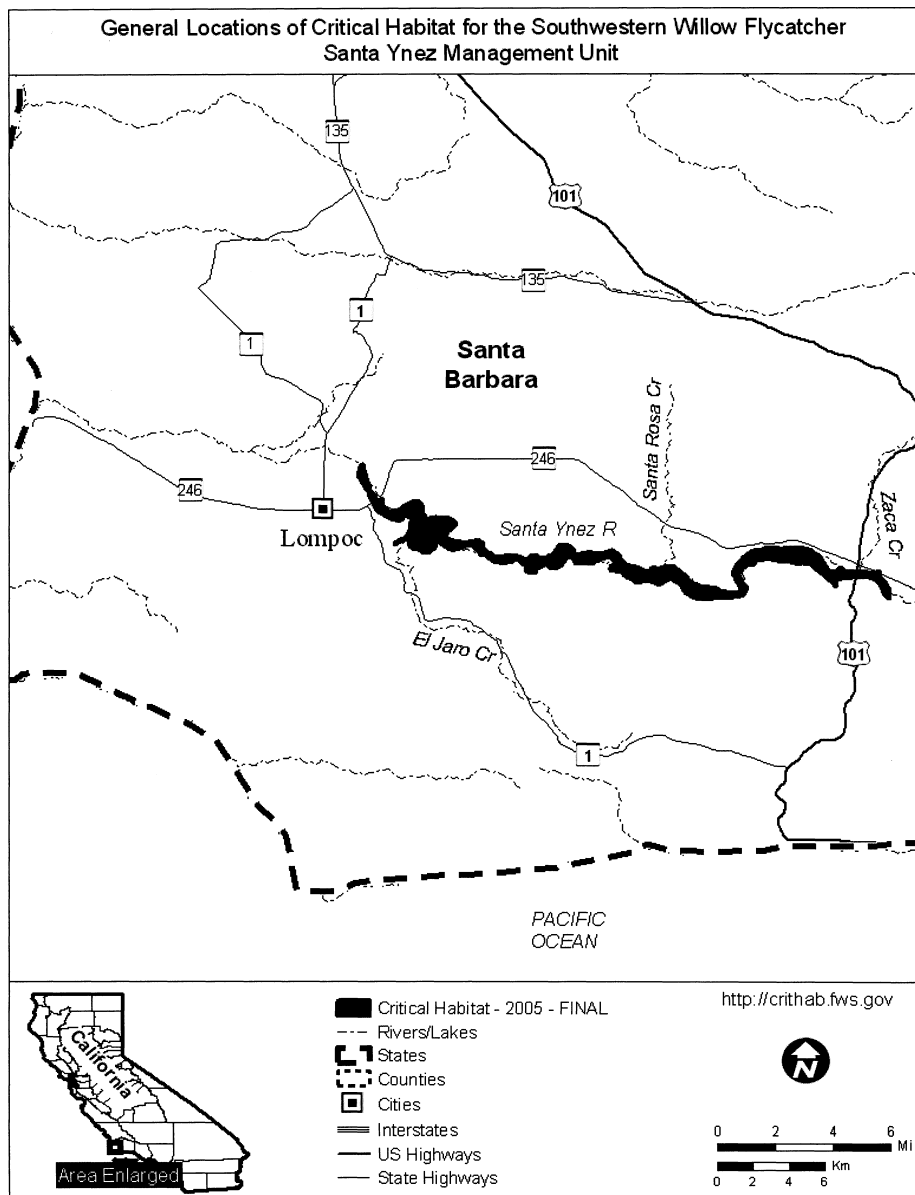 General Locations of Critical Habitat for the Southwestern Willow Flycatcher
Santa Ynez Management Unit
135
101
135
1
1
Santa
Barbara
Santa Rosa Cr
246
246
Zaca Cr
Lompoc
Santa Ynez R
El Jaro Cr
101
1
PACIFIC
OCEAN
California
Area Enlarged
Critical Habitat - 2005 - FINAL
Rivers/Lakes
States
Counties
Cities
Interstates
US Highways
State Highways
http://crithab.fws.gov
N
0 2 4 6
Mi
Km
0 2 4 6